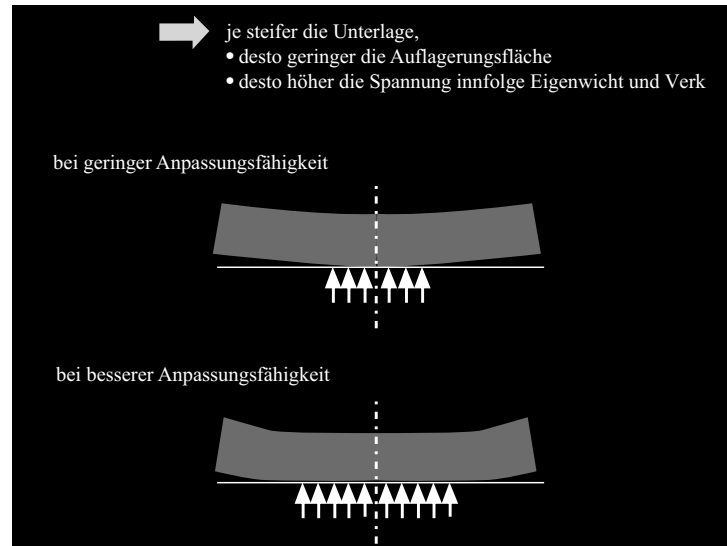 je steifer die Unterlage,
• desto geringer die Auflagerungsfläche
• desto höher die Spannung innfolge Eigenwicht und Verk
bei geringer Anpassungsfähigkeit
bei besserer Anpassungsfähigkeit